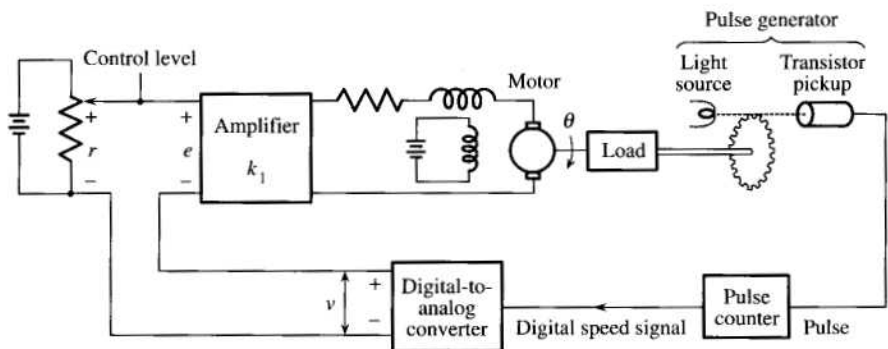 Pulse generator
Light
source
Transistor
pickup
Control level
Motor
+
r
−
+
e
−
Amplifier
k₁
θ
Load
v
+
−
Digital-to-
analog
converter
Digital speed signal
Pulse
counter
Pulse